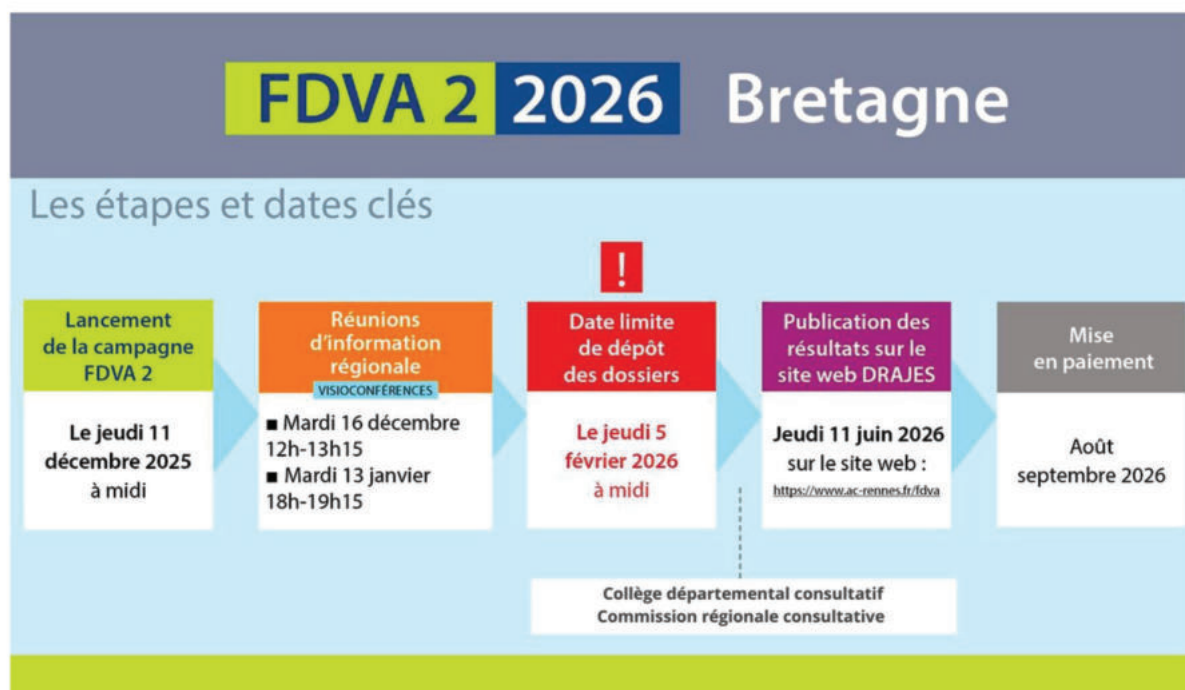 FDVA 2 2026 Bretagne
Les étapes et dates clés
!
Lancement
de la campagne
FDVA 2
Le jeudi 11
décembre 2025
à midi
Réunions
d'information
régionale
VISIOCONFÉRENCES
■ Mardi 16 décembre
12h-13h15
■ Mardi 13 janvier
18h-19h15
Date limite
de dépôt
des dossiers
Le jeudi 5
février 2026
à midi
Publication des
résultats sur le
site web DRAJES
Jeudi 11 juin 2026
sur le site web :
https://www.ac-rennes.fr/fdva
Mise
en paiement
Août
septembre 2026
Collège départemental consultatif
Commission régionale consultative